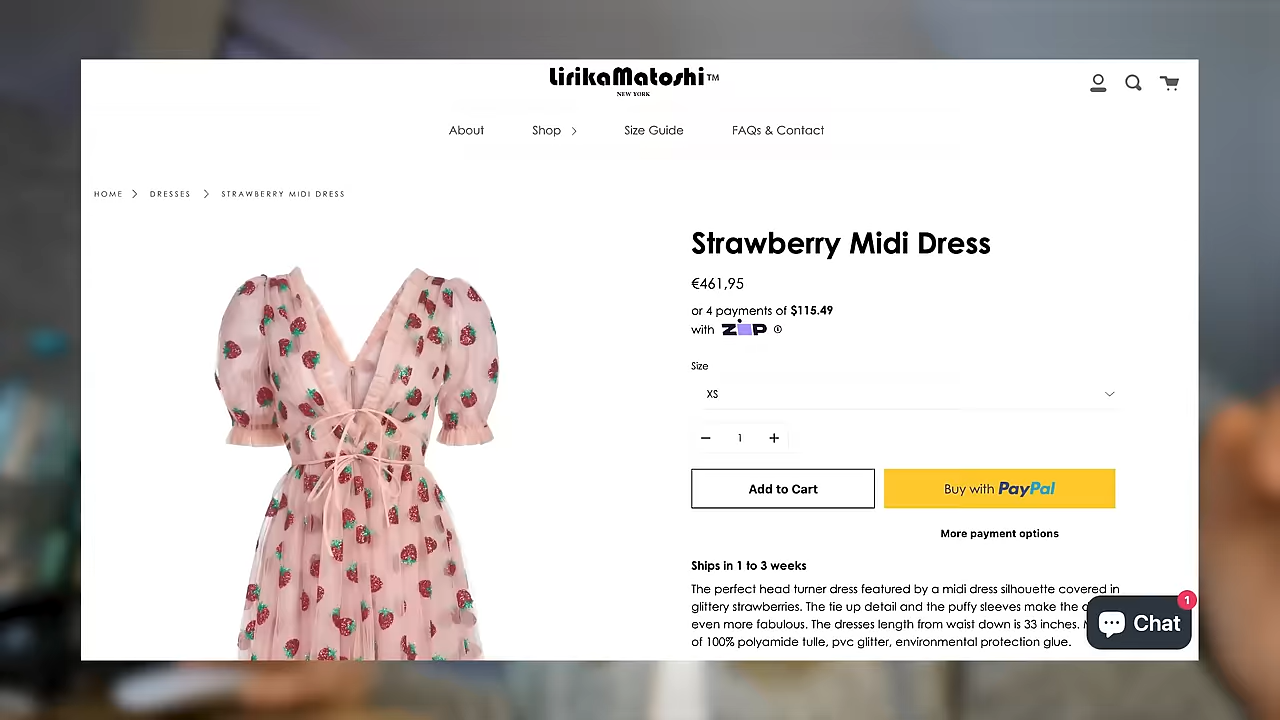 LirikaMatoshi™
NEW YORK
About Shop Size Guide FAQs & Contact
HOME DRESSES STRAWBERRY MIDI DRESS
Strawberry Midi Dress
€461,95
or 4 payments of $115.49
with ZIP
Size
XS
1
Add to Cart
Buy with PayPal
More payment options
Ships in 1 to 3 weeks
The perfect head turner dress featured by a midi dress silhouette covered in
glittery strawberries. The tie up detail and the puffy sleeves make the
even more fabulous. The dresses length from waist down is 33 inches.
of 100% polyamide tulle, pvc glitter, environmental protection glue.
Chat
1